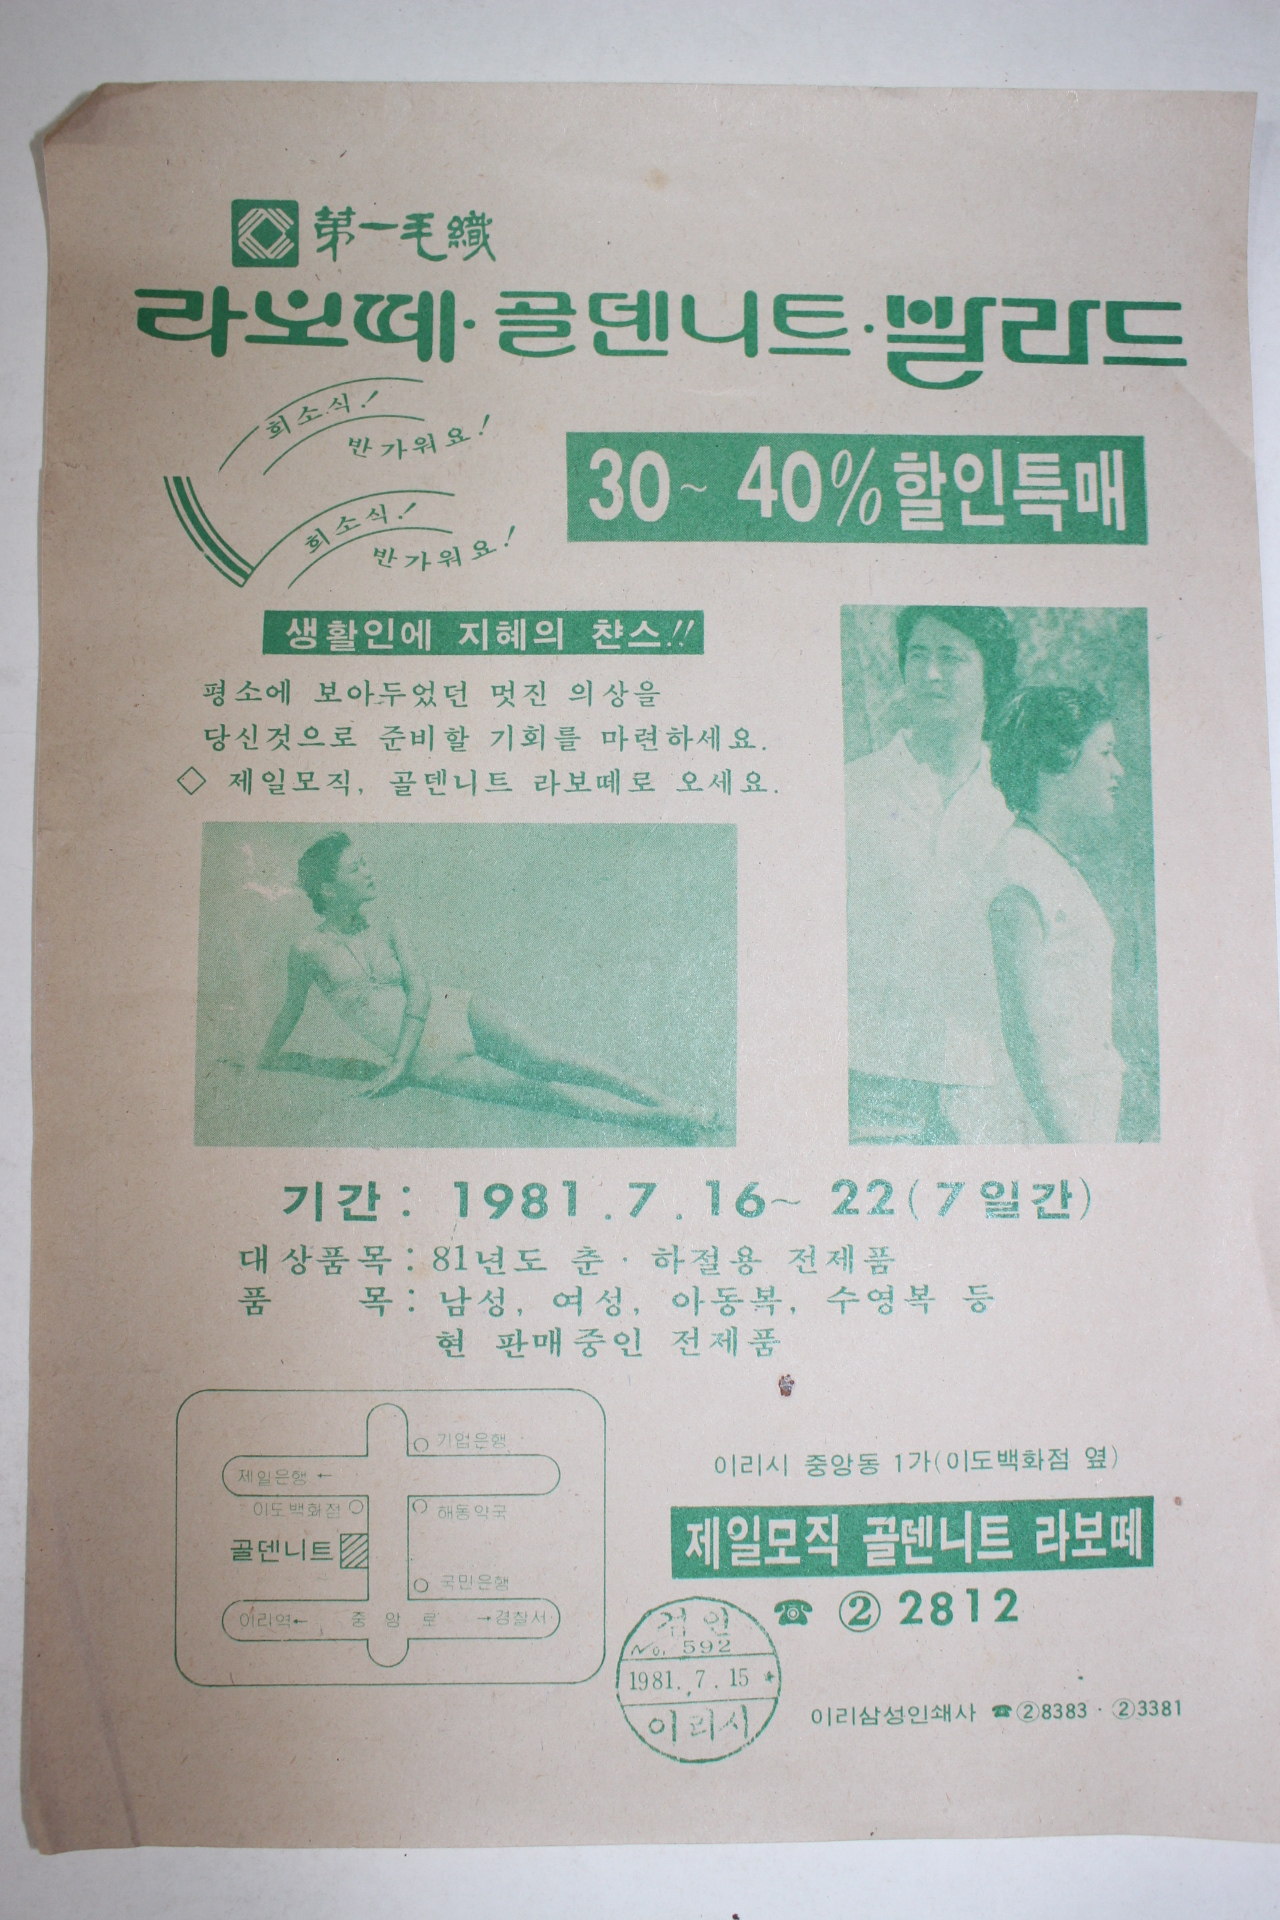 第一毛織
라보떼·골덴니트·빨라드
희소식!
반가워요!
희소식!
반가워요!
30~ 40%할인특매
생활인에 지혜의 챤스!!
평소에 보아두었던 멋진 의상을
당신것으로 준비할 기회를 마련하세요.
◇ 제일모직, 골덴니트 라보떼로 오세요.
기간: 1981.7.16~ 22(7일간)
대상품목: 81년도 춘·하절용 전제품
품 목: 남성, 여성, 아동복, 수영복 등
현 판매중인 전제품
기업은행
제일은행 ←
이도백화점
해동약국
골덴니트
국민은행
이리역← 중앙로 →경찰서
이리시 중앙동 1가(이도백화점 옆)
제일모직 골덴니트 라보떼
☎ ②2812
검인
No. 592
1981. 7. 15
이리시
이리삼성인쇄사 ☎②8383·②3381